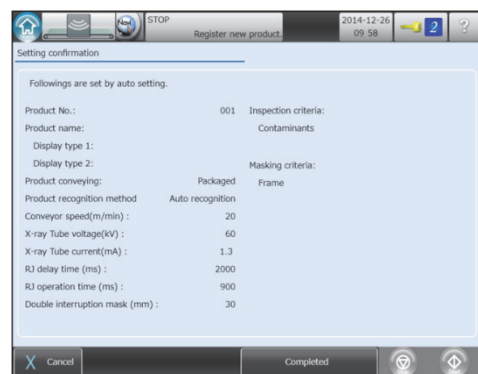 STOP
Register new product.
2014-12-26
09 58
2
?
Setting confirmation
Followings are set by auto setting.
Product No.: 001
Product name:
Display type 1:
Display type 2:
Product conveying: Packaged
Product recognition method Auto recognition
Conveyor speed(m/min) : 20
X-ray Tube voltage(kV) : 60
X-ray Tube current(mA) : 1.3
RJ delay time (ms) : 2000
RJ operation time (ms) : 900
Double interruption mask (mm) : 30
Inspection criteria:
Contaminants
Masking criteria:
Frame
X Cancel
Completed